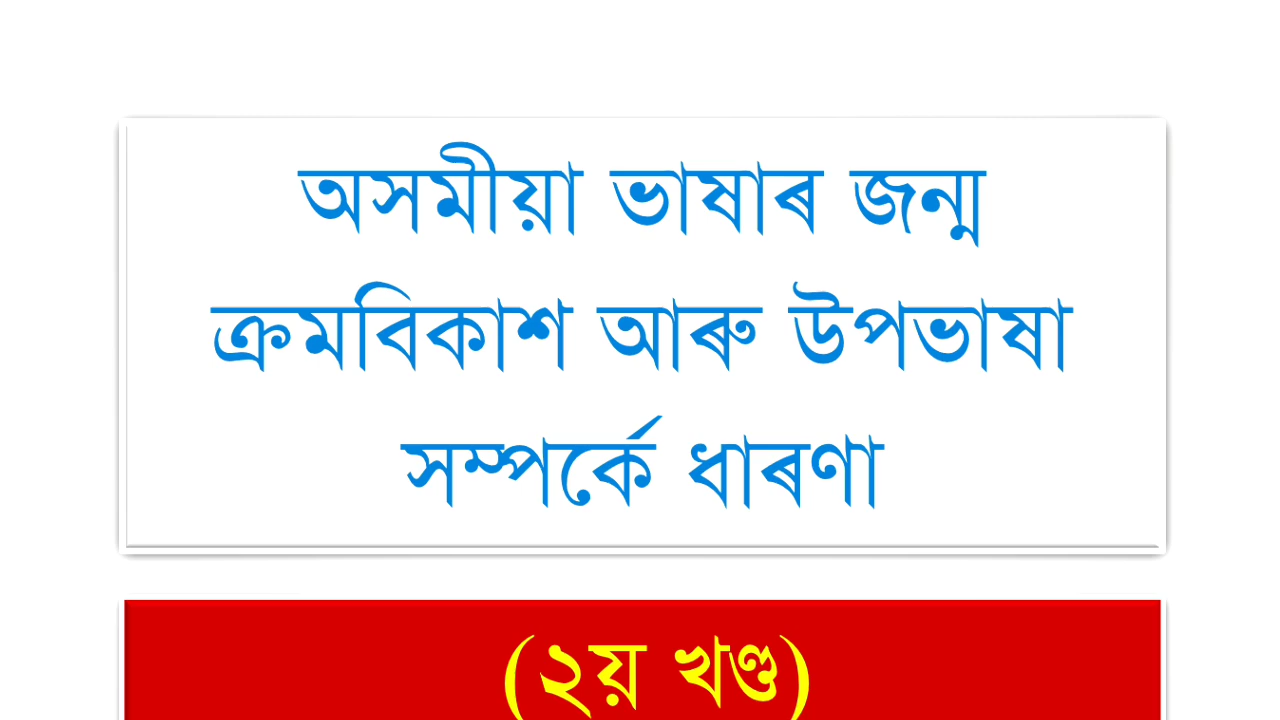 অসমীয়া ভাষাৰ জন্ম
ক্ৰমবিকাশ আৰু উপভাষা
সম্পৰ্কে ধাৰণা
(২য় খণ্ড)